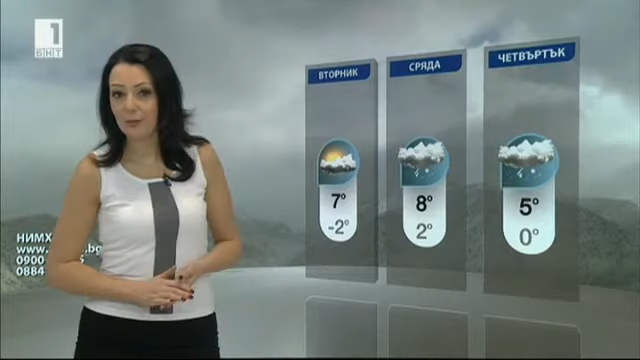 1
БНТ
ВТОРНИК
СРЯДА
ЧЕТВЪРТЪК
7°
-2°
8°
2°
5°
0°
НИМХ
www.
0900
0884